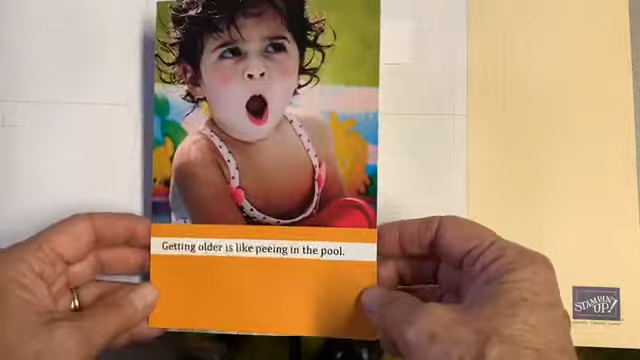 Getting older is like peeing in the pool.
STAMPIN' UP!